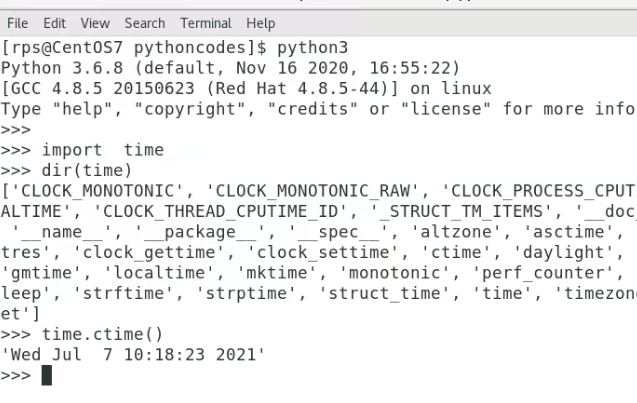 File Edit View Search Terminal Help
[rps@CentOS7 pythoncodes]$ python3
Python 3.6.8 (default, Nov 16 2020, 16:55:22)
[GCC 4.8.5 20150623 (Red Hat 4.8.5-44)] on linux
Type "help", "copyright", "credits" or "license" for more info
>>>
>>> import  time
>>> dir(time)
['CLOCK_MONOTONIC', 'CLOCK_MONOTONIC_RAW', 'CLOCK_PROCESS_CPUT
ALTIME', 'CLOCK_THREAD_CPUTIME_ID', '_STRUCT_TM_ITEMS', '__doc_
 '__name__', '__package__', '__spec__', 'altzone', 'asctime',
tres', 'clock_gettime', 'clock_settime', 'ctime', 'daylight',
'gmtime', 'localtime', 'mktime', 'monotonic', 'perf_counter',
leep', 'strftime', 'strptime', 'struct_time', 'time', 'timezon
et']
>>> time.ctime()
'Wed Jul  7 10:18:23 2021'
>>>